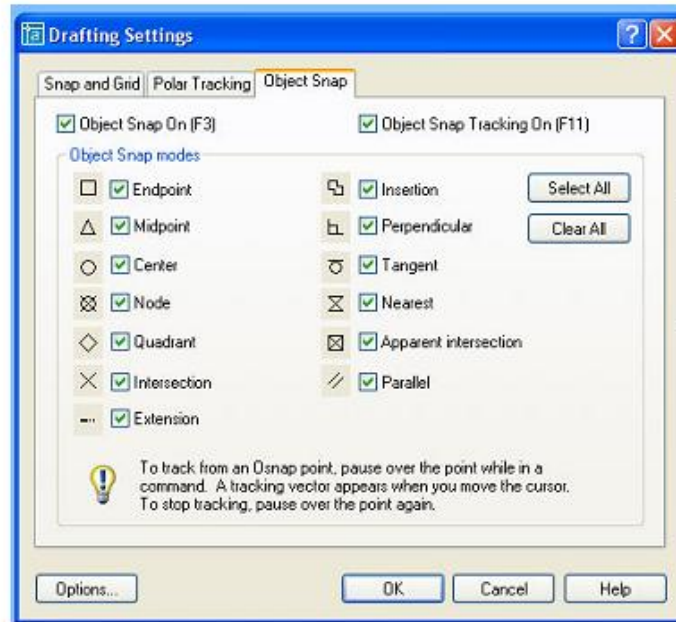 Drafting Settings
Snap and Grid Polar Tracking Object Snap
Object Snap On (F3) Object Snap Tracking On (F11)
Object Snap modes
Endpoint Insertion Select All
Midpoint Perpendicular Clear All
Center Tangent
Node Nearest
Quadrant Apparent intersection
Intersection Parallel
Extension
To track from an Osnap point, pause over the point while in a
command. A tracking vector appears when you move the cursor.
To stop tracking, pause over the point again.
Options... OK Cancel Help